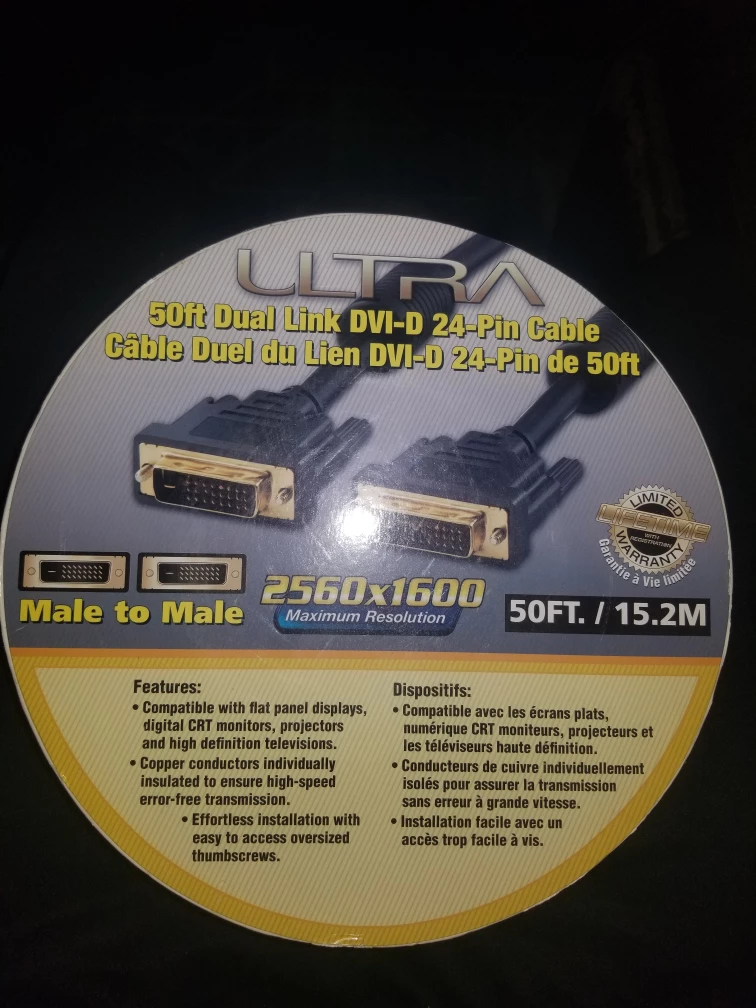 ULTRA
50ft Dual Link DVI-D 24-Pin Cable
Câble Duel du Lien DVI-D 24-Pin de 50ft
LIMITED
LIFETIME
WITH
REGISTRATION
WARRANTY
Garantie à Vie limitée
Male to Male
2560x1600
Maximum Resolution
50FT. / 15.2M
Features:
• Compatible with flat panel displays,
digital CRT monitors, projectors
and high definition televisions.
• Copper conductors individually
insulated to ensure high-speed
error-free transmission.
• Effortless installation with
easy to access oversized
thumbscrews.
Dispositifs:
• Compatible avec les écrans plats,
numérique CRT moniteurs, projecteurs et
les téléviseurs haute définition.
• Conducteurs de cuivre individuellement
isolés pour assurer la transmission
sans erreur à grande vitesse.
• Installation facile avec un
accès trop facile à vis.